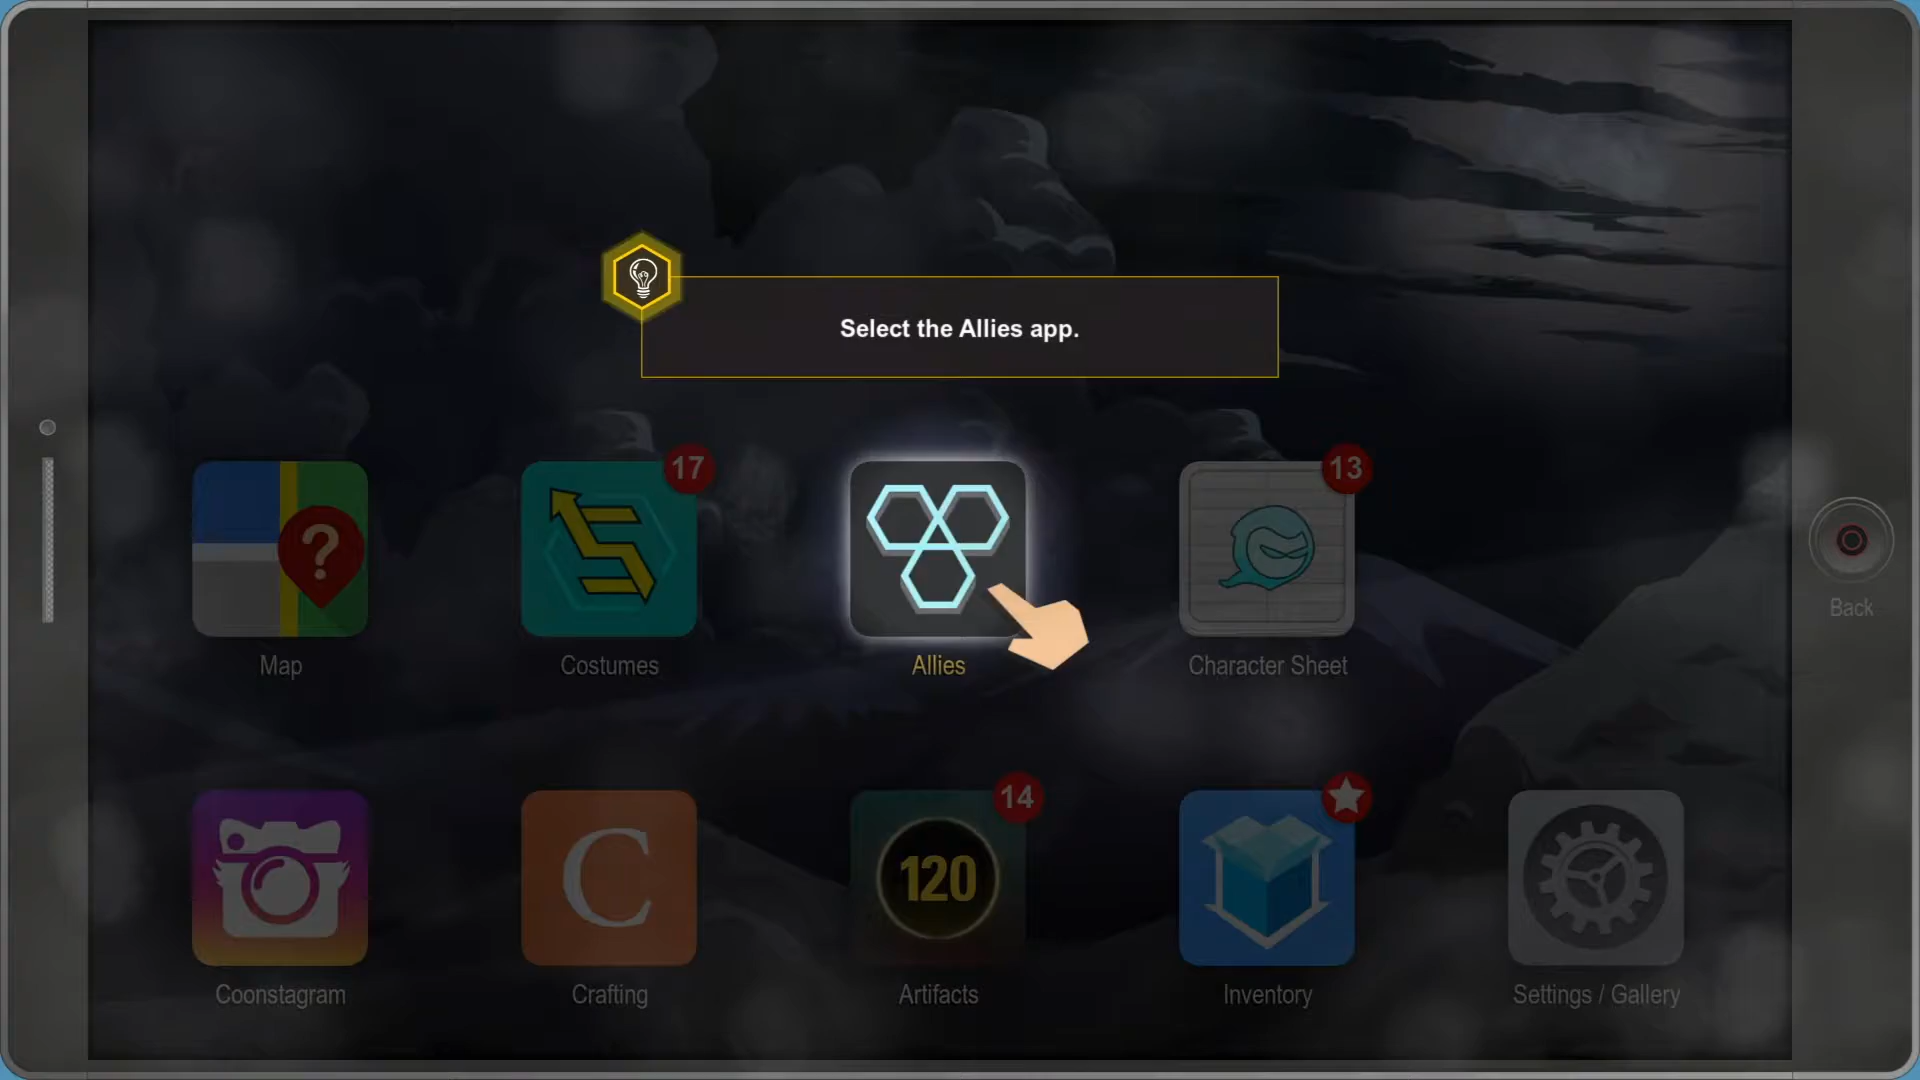 Select the Allies app.
17
13
?
Map
Costumes
Allies
Character Sheet
Back
14
C
120
Coonstagram
Crafting
Artifacts
Inventory
Settings / Gallery